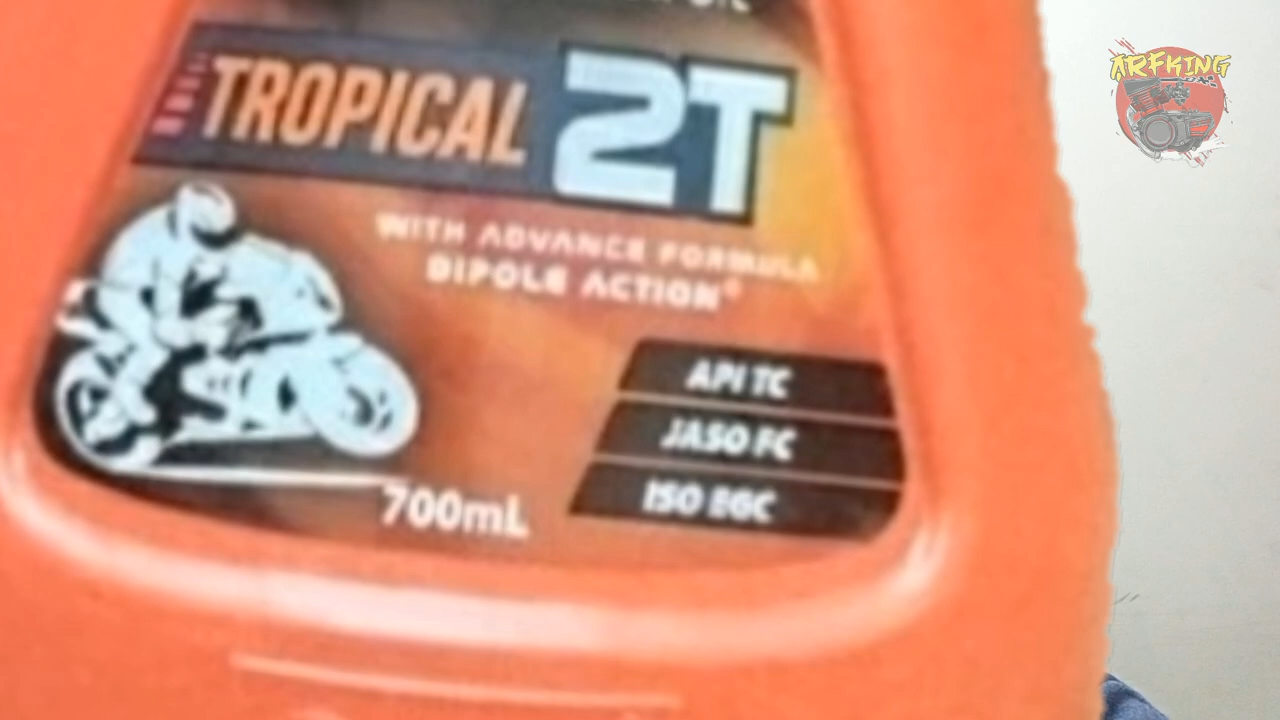 ARFKING
TROPICAL 2T
WITH ADVANCE FORMULA
DIPOLE ACTION®
API TC
JASO FC
ISO EGC
700mL